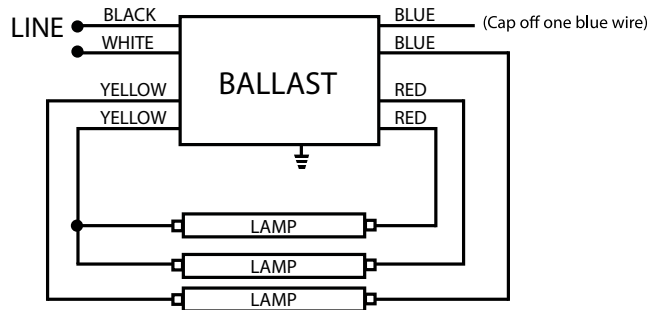 LINE
BLACK
WHITE
YELLOW
YELLOW
BALLAST
BLUE
(Cap off one blue wire)
BLUE
RED
RED
LAMP
LAMP
LAMP